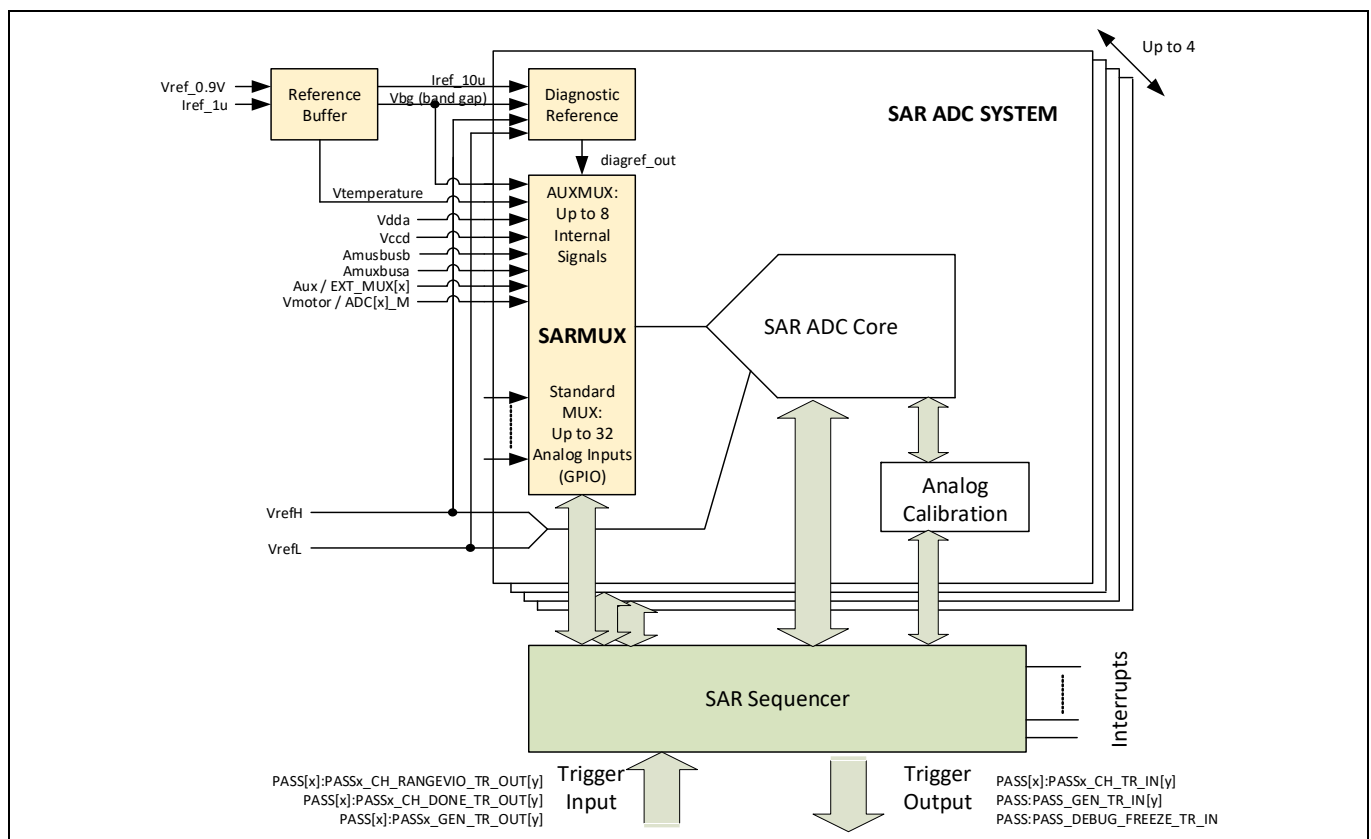 Up to 4
Vref_0.9V
Iref_1u
Reference
Buffer
Iref_10u
Vbg (band gap)
Diagnostic
Reference
SAR ADC SYSTEM
diagref_out
Vtemperature
Vdda
Vccd
Amusbusb
Amuxbusa
Aux / EXT_MUX[x]
Vmotor / ADC[x]_M
AUXMUX:
Up to 8
Internal
Signals
SARMUX
Standard
MUX:
Up to 32
Analog Inputs
(GPIO)
SAR ADC Core
Analog
Calibration
VrefH
VrefL
SAR Sequencer
Interrupts
PASS[x]:PASSx_CH_RANGEVIO_TR_OUT[y]
PASS[x]:PASSx_CH_DONE_TR_OUT[y]
PASS[x]:PASSx_GEN_TR_OUT[y]
Trigger
Input
Trigger
Output
PASS[x]:PASSx_CH_TR_IN[y]
PASS:PASS_GEN_TR_IN[y]
PASS:PASS_DEBUG_FREEZE_TR_IN